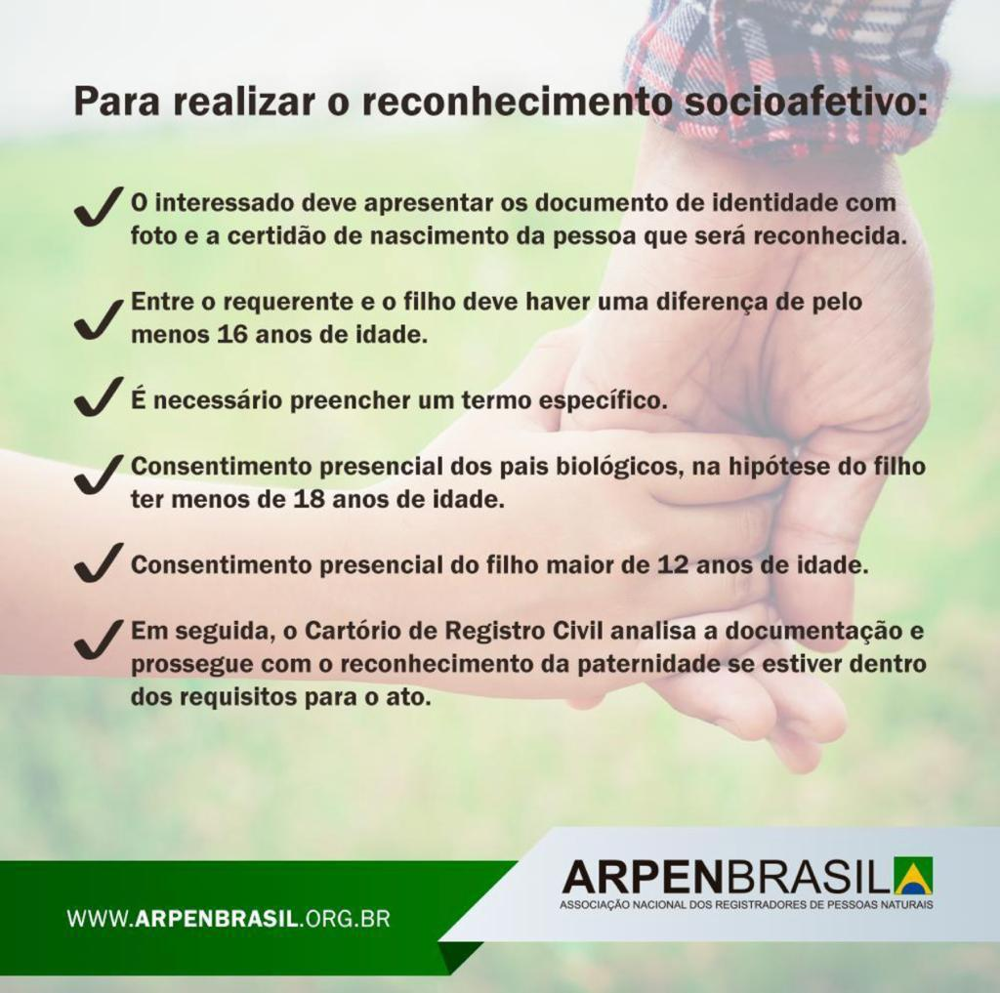 Para realizar o reconhecimento socioafetivo:
O interessado deve apresentar os documento de identidade com
foto e a certidão de nascimento da pessoa que será reconhecida.
Entre o requerente e o filho deve haver uma diferença de pelo
menos 16 anos de idade.
É necessário preencher um termo específico.
Consentimento presencial dos pais biológicos, na hipótese do filho
ter menos de 18 anos de idade.
Consentimento presencial do filho maior de 12 anos de idade.
Em seguida, o Cartório de Registro Civil analisa a documentação e
prossegue com o reconhecimento da paternidade se estiver dentro
dos requisitos para o ato.
ARPENBRASIL
ASSOCIAÇÃO NACIONAL DOS REGISTRADORES DE PESSOAS NATURAIS
WWW.ARPENBRASIL.ORG.BR